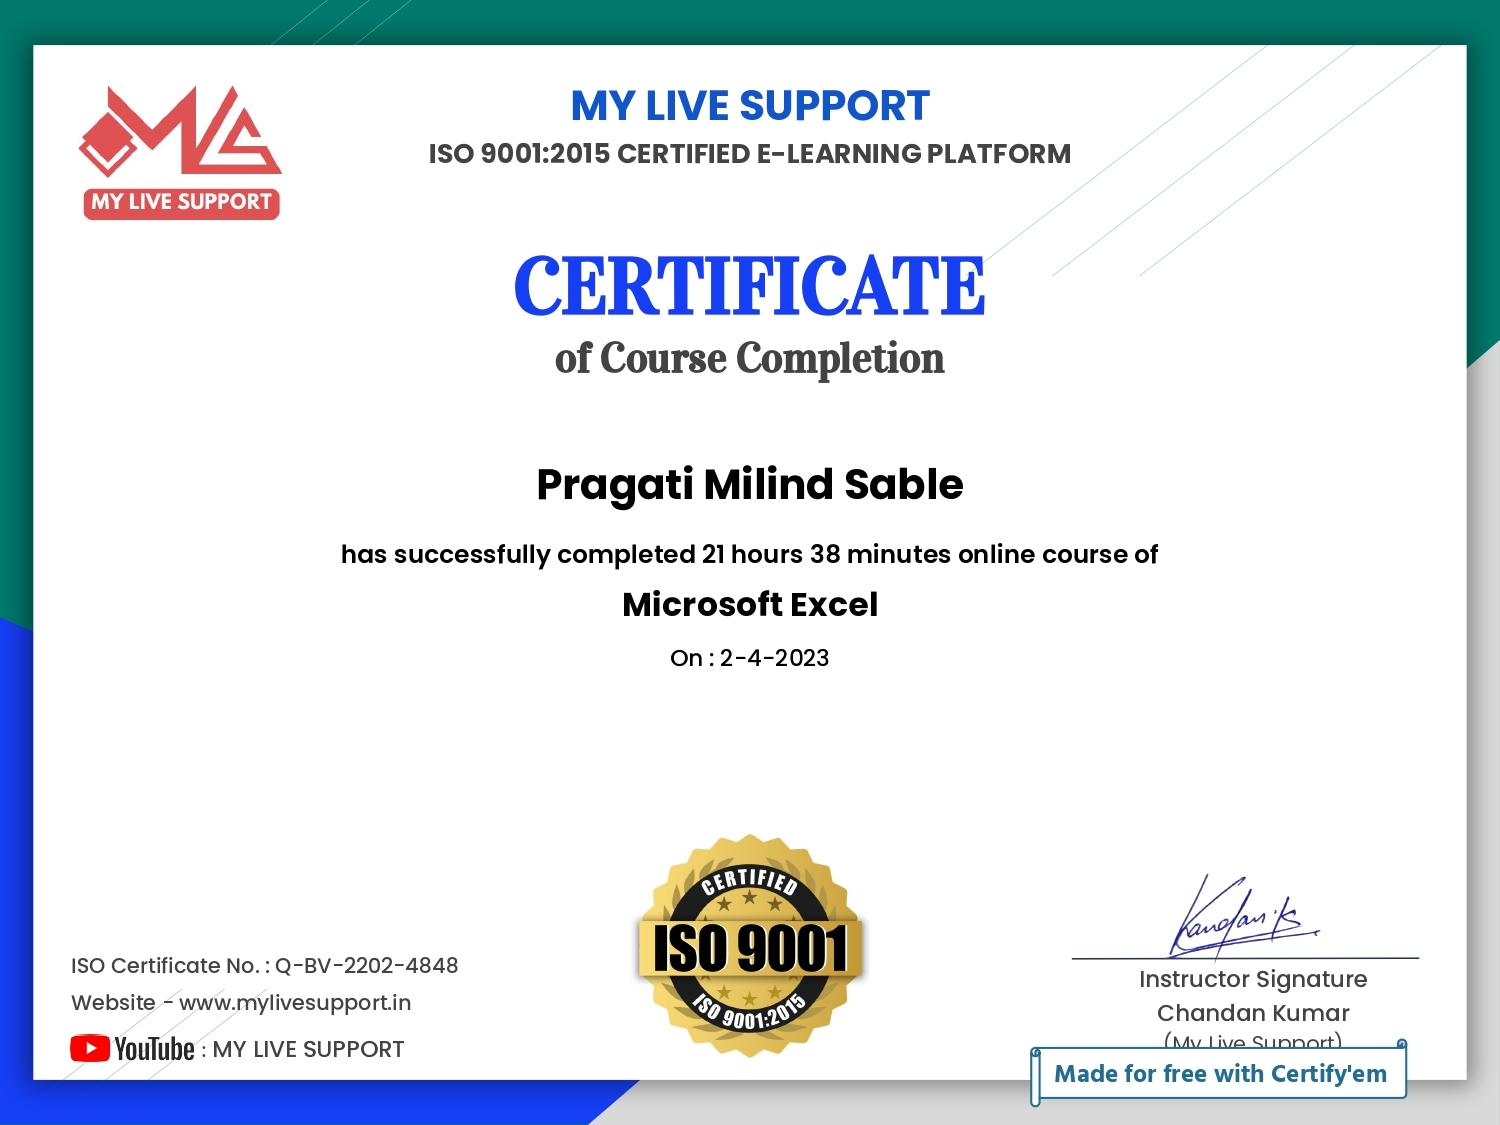 MY LIVE SUPPORT
MY LIVE SUPPORT
ISO 9001:2015 CERTIFIED E-LEARNING PLATFORM
CERTIFICATE
of Course Completion
Pragati Milind Sable
has successfully completed 21 hours 38 minutes online course of
Microsoft Excel
On : 2-4-2023
CERTIFIED
ISO 9001
ISO 9001:2015
ISO Certificate No. : Q-BV-2202-4848
Website - www.mylivesupport.in
YouTube : MY LIVE SUPPORT
Kandan.k
Instructor Signature
Chandan Kumar
(My Live Support)
Made for free with Certify'em